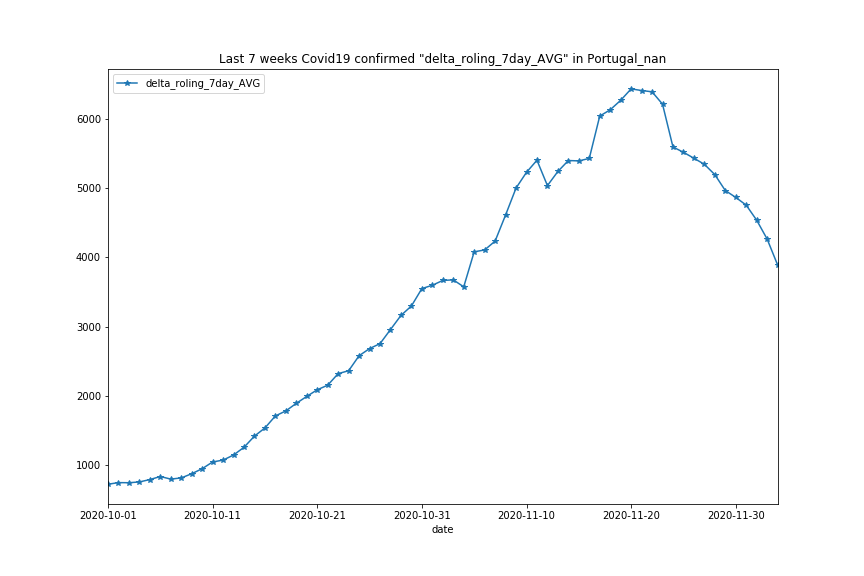 Last 7 weeks Covid19 confirmed "delta_roling_7day_AVG" in Portugal_nan
delta_roling_7day_AVG
6000
5000
4000
3000
2000
1000
2020-10-01 2020-10-11 2020-10-21 2020-10-31 2020-11-10 2020-11-20 2020-11-30
date